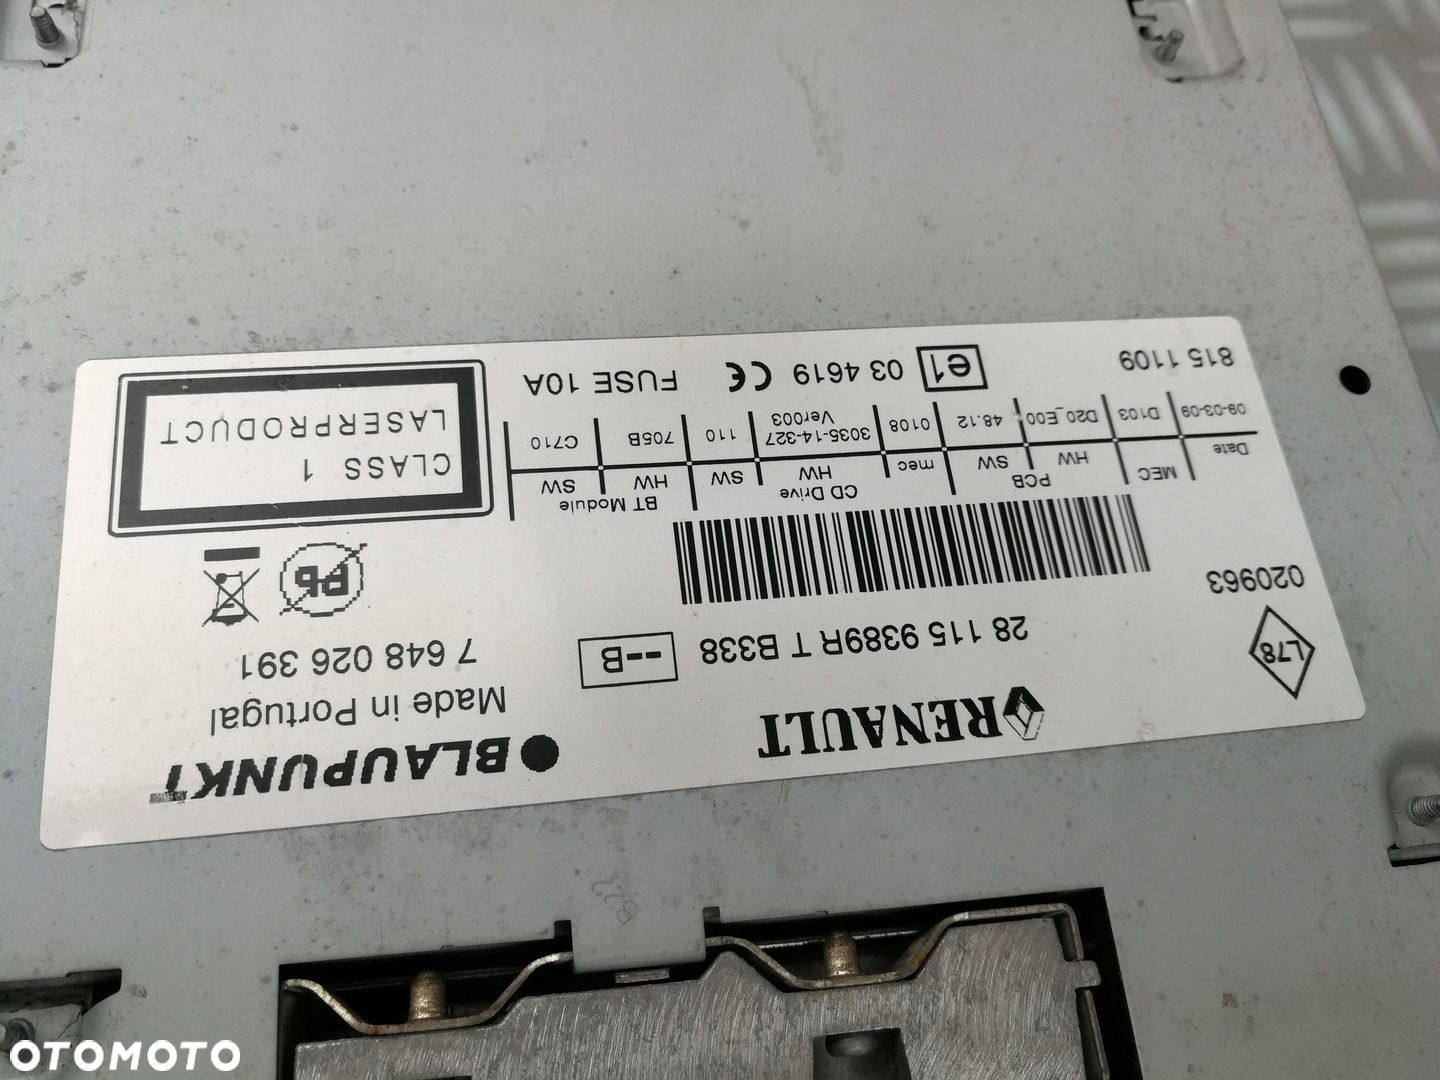 L78
020963
RENAULT
28 115 9389R T B338
--B
BLAUPUNKT
Made in Portugal
7 648 026 391
Pb
Date MEC PCB CD Drive BT Module
HW SW mec HW SW HW SW
09-03-09 D103 D20_E00 48.12 0108 3035-14-327 110 705B C710
Ver003
815 1109
e1
03 4619 CE FUSE 10A
CLASS 1
LASERPRODUCT
B22
OTOMOTO